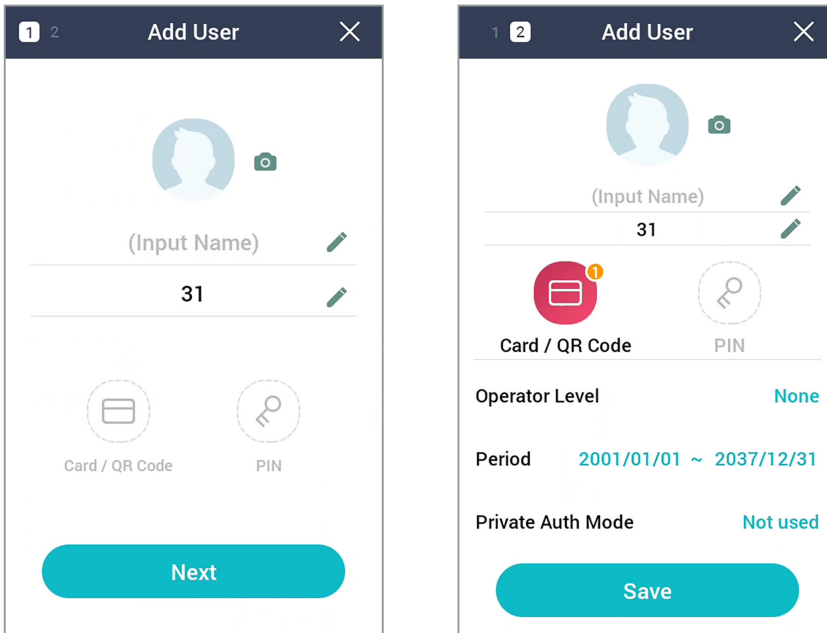 1 2 Add User
(Input Name)
31
Card / QR Code PIN
Next
1 2 Add User
(Input Name)
31
1
Card / QR Code PIN
Operator Level None
Period 2001/01/01 ~ 2037/12/31
Private Auth Mode Not used
Save